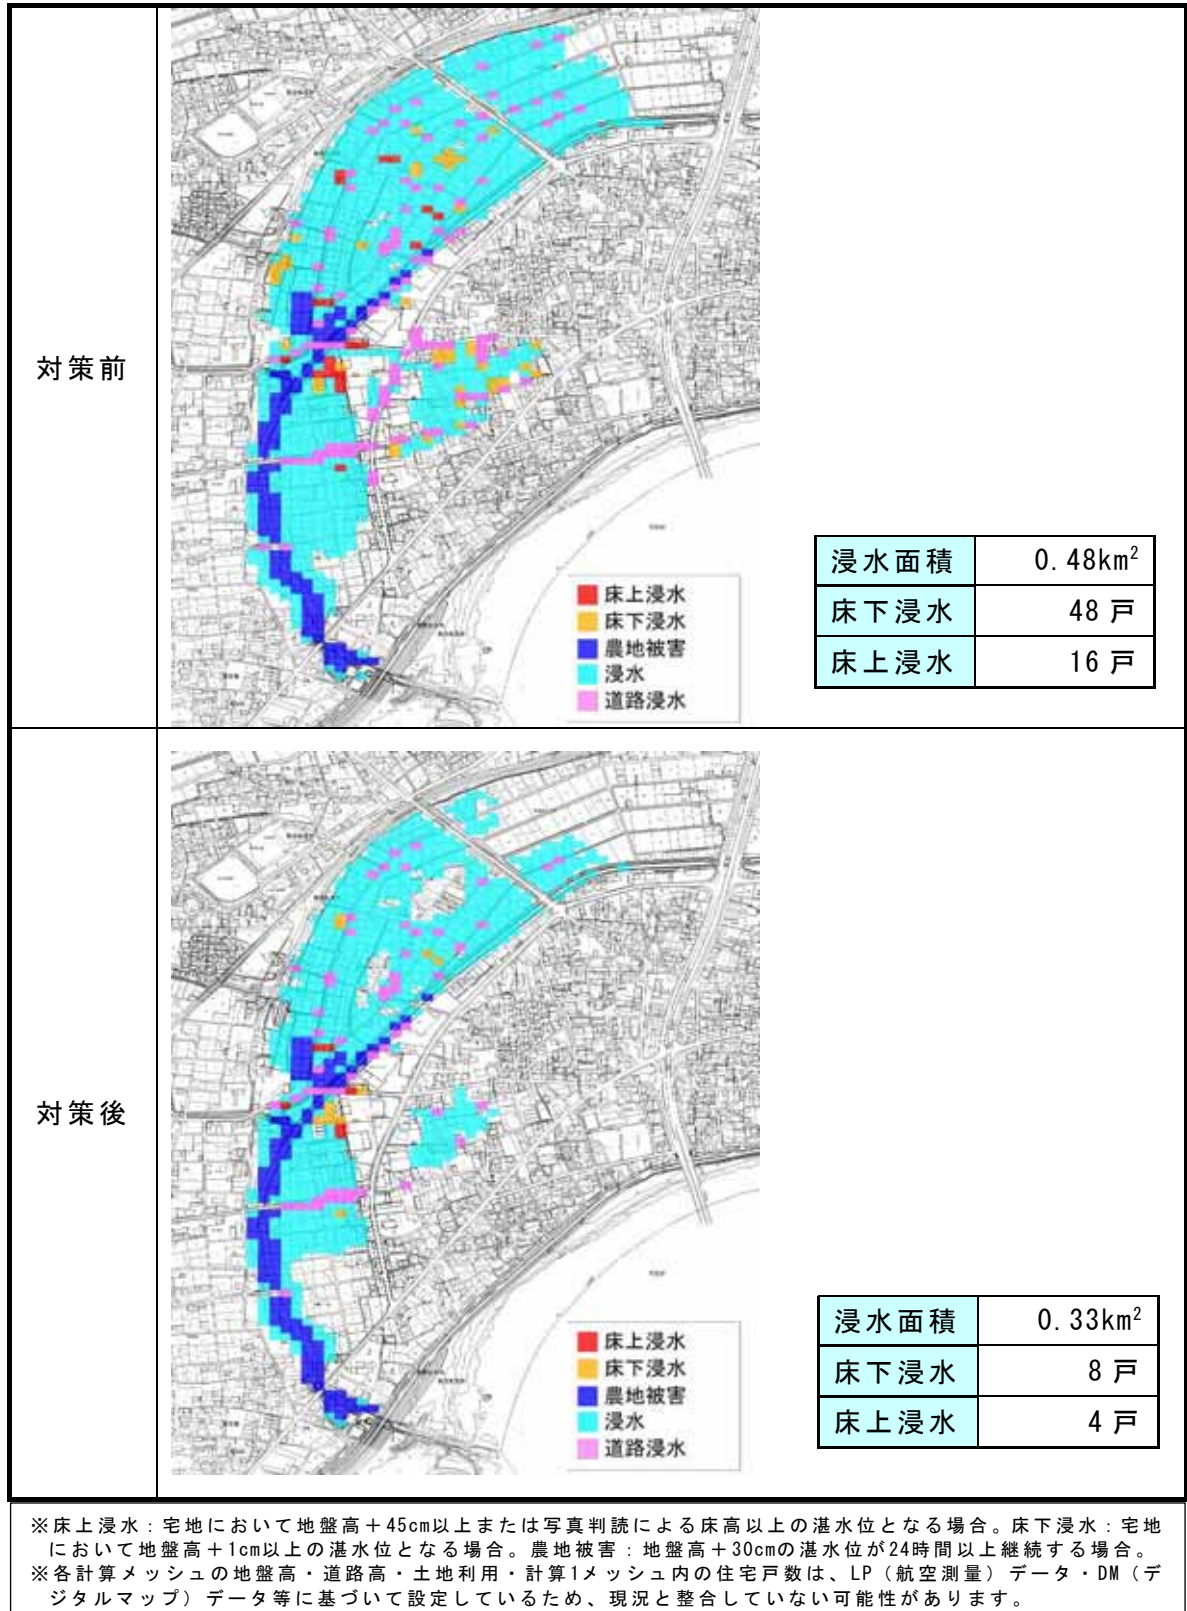 対策前
床上浸水
床下浸水
農地被害
浸水
道路浸水
浸水面積 0.48km²
床下浸水 48 戸
床上浸水 16 戸
対策後
床上浸水
床下浸水
農地被害
浸水
道路浸水
浸水面積 0.33km²
床下浸水 8 戸
床上浸水 4 戸
※床上浸水：宅地において地盤高＋45cm以上または写真判読による床高以上の湛水位となる場合。床下浸水：宅地
において地盤高＋1cm以上の湛水位となる場合。農地被害：地盤高＋30cmの湛水位が24時間以上継続する場合。
※各計算メッシュの地盤高・道路高・土地利用・計算1メッシュ内の住宅戸数は、LP（航空測量）データ・DM（デ
ジタルマップ）データ等に基づいて設定しているため、現況と整合していない可能性があります。